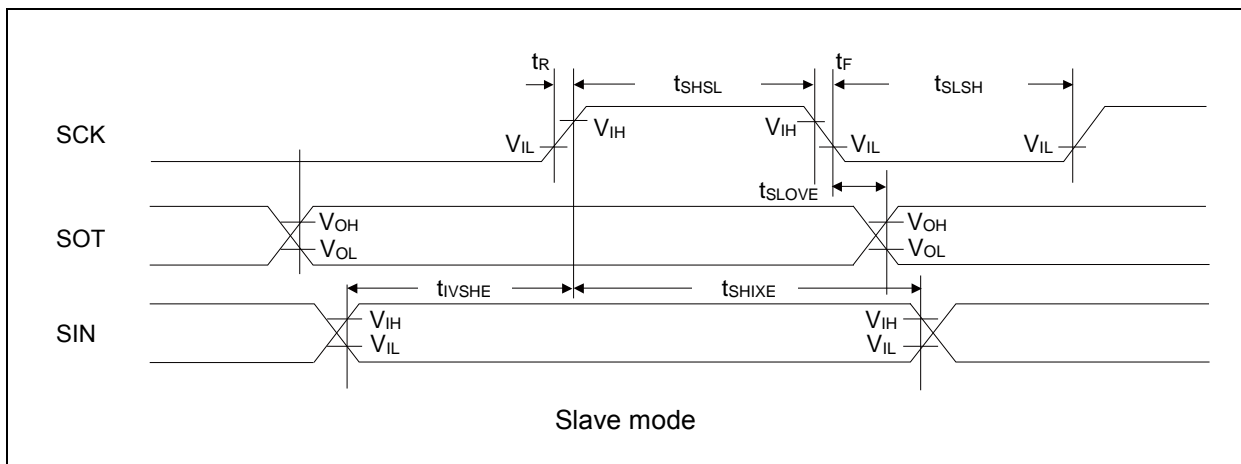 tR tSHSL tF tSLSH
SCK VIL VIH VIH VIL VIL
tSLOVE
SOT VOH VOL VOH VOL
tIVSHE tSHIXE
SIN VIH VIL VIH VIL
Slave mode